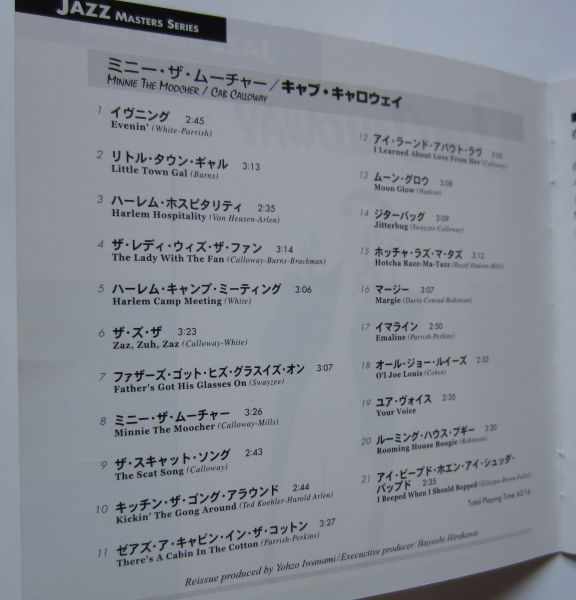 JAZZ MASTERS SERIES
ミニー・ザ・ムーチャー/キャブ・キャロウェイ
MINNIE THE MOOCHER / CAB CALLOWAY
1 イヴニング 2:45
Evenin' (White-Parrish)
2 リトル・タウン・ギャル 3:13
Little Town Gal (Burns)
3 ハーレム・ホスピタリティ 2:35
Harlem Hospitality (Van Heusen-Arlen)
4 ザ・レディ・ウィズ・ザ・ファン 3:14
The Lady With The Fan (Calloway-Burns-Brackman)
5 ハーレム・キャンプ・ミーティング 3:06
Harlem Camp Meeting (White)
6 ザ・ズ・ザ 3:23
Zaz, Zuh, Zaz (Calloway-White)
7 ファザーズ・ゴット・ヒズ・グラスイズ・オン 3:07
Father's Got His Glasses On (Swayzee)
8 ミニー・ザ・ムーチャー 3:26
Minnie The Moocher (Calloway-Mills)
9 ザ・スキャット・ソング 2:43
The Scat Song (Calloway)
10 キッチン・ザ・ゴング・アラウンド 2:44
Kickin' The Gong Around (Ted Koehler-Harold Arlen)
11 ゼアズ・ア・キャビン・イン・ザ・コットン 3:27
There's A Cabin In The Cotton (Parrish-Perkins)
12 アイ・ラーンド・アバウト・ラヴ 3:05
I Learned About Love From Her (Calloway)
13 ムーン・グロウ 3:08
Moon Glow (Hudson)
14 ジターバッグ 3:09
Jitterbug (Swayzee-Calloway)
15 ホッチャ・ラズ・マ・タズ 3:12
Hotcha Razz-Ma-Tazz (Razaf-Hudson-Mills)
16 マージー 3:07
Margie (Davis-Conrad-Robinson)
17 イマライン 2:50
Emaline (Parrish-Perkins)
18 オール・ジョー・ルイーズ 2:52
O'l Joe Louis (Cohen)
19 ユア・ヴォイス 2:35
Your Voice
20 ルーミング・ハウス・ブギー 3:20
Rooming House Boogie (Robinson)
21 アイ・ビープド・ホエン・アイ・シュッダ・
バップド 2:35
I Beeped When I Should Bopped (Gillespie-Brown-Fuller)
Total Playing Time 63:14
Reissue produced by Yohzo Iwanami/Exccutive producer: Ikuyoshi Hirakawa